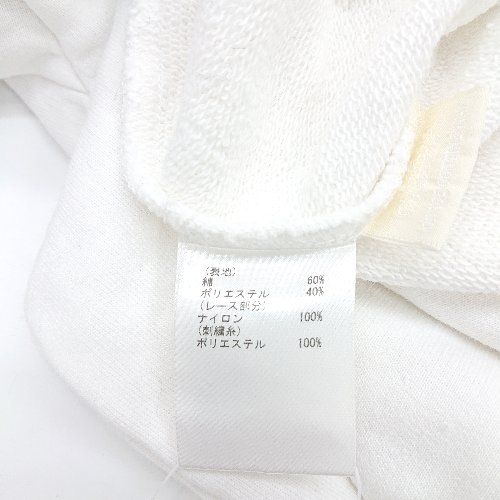 (表地)
綿 60%
ポリエステル 40%
(レース部分)
ナイロン 100%
(刺繍糸)
ポリエステル 100%